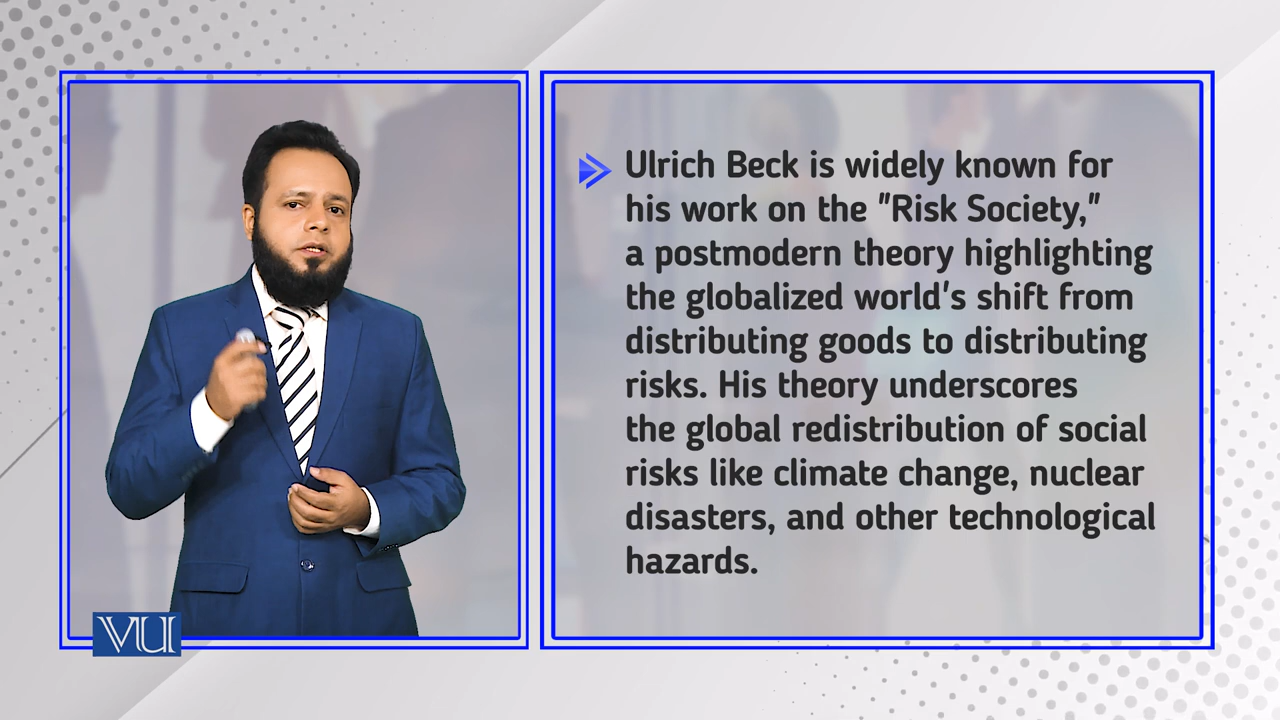 Ulrich Beck is widely known for
his work on the "Risk Society,"
a postmodern theory highlighting
the globalized world's shift from
distributing goods to distributing
risks. His theory underscores
the global redistribution of social
risks like climate change, nuclear
disasters, and other technological
hazards.
VU